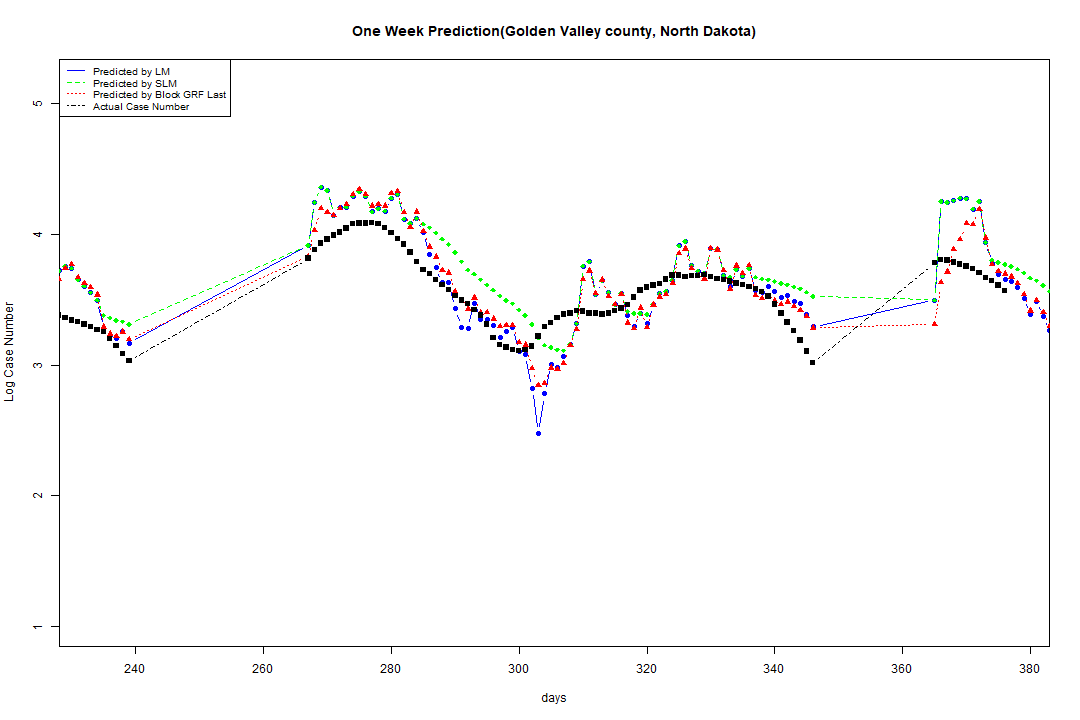 One Week Prediction(Golden Valley county, North Dakota)
Predicted by LM
Predicted by SLM
Predicted by Block GRF Last
Actual Case Number
5
4
3
2
1
Log Case Number
240 260 280 300 320 340 360 380
days